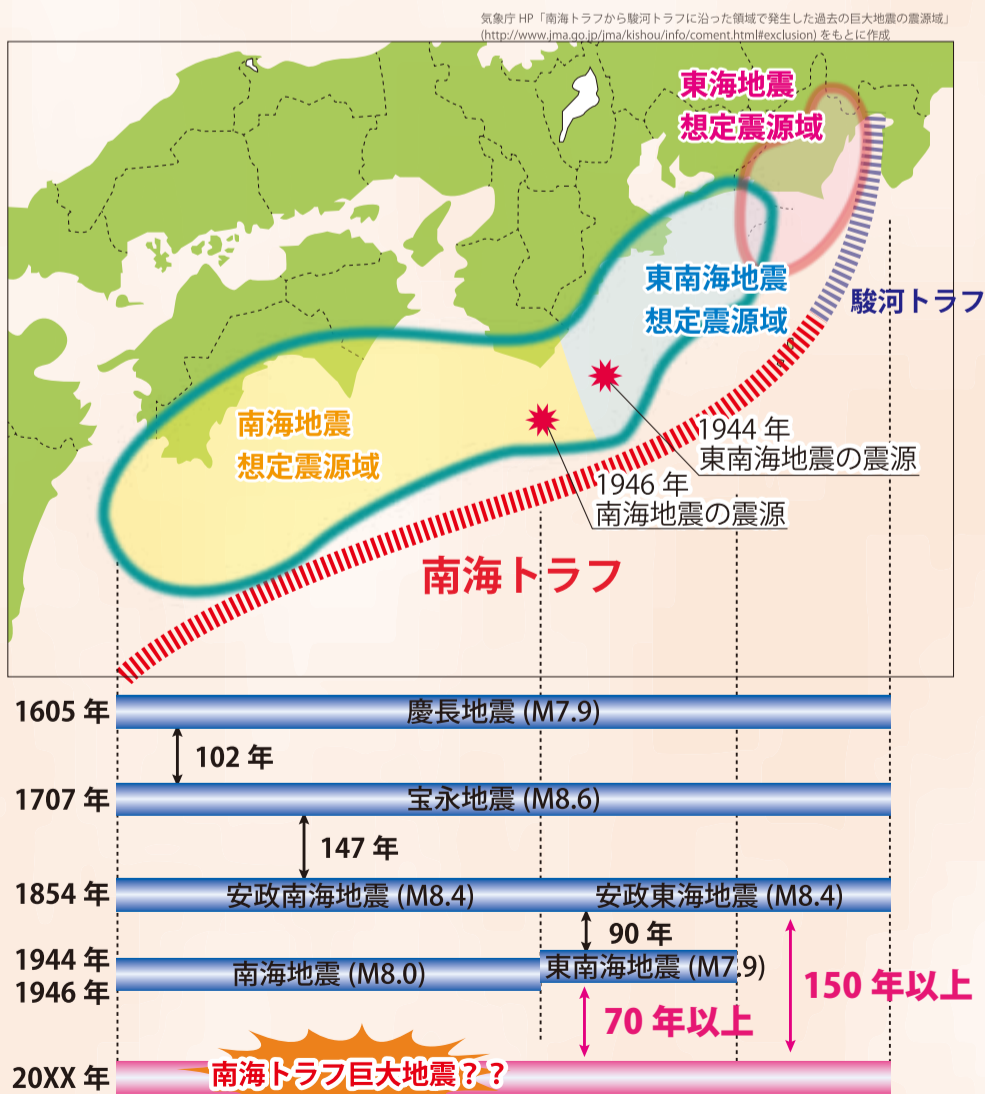 気象庁 HP「南海トラフから駿河トラフに沿った領域で発生した過去の巨大地震の震源域」
(http://www.jma.go.jp/jma/kishou/info/coment.html#exclusion) をもとに作成
東海地震
想定震源域
東南海地震
想定震源域
駿河トラフ
南海地震
想定震源域
1944 年
東南海地震の震源
1946 年
南海地震の震源
南海トラフ
1605 年
慶長地震 (M7.9)
102 年
1707 年
宝永地震 (M8.6)
147 年
1854 年
安政南海地震 (M8.4)
安政東海地震 (M8.4)
90 年
1944 年
1946 年
南海地震 (M8.0)
東南海地震 (M7.9)
70 年以上
150 年以上
20XX 年
南海トラフ巨大地震？？